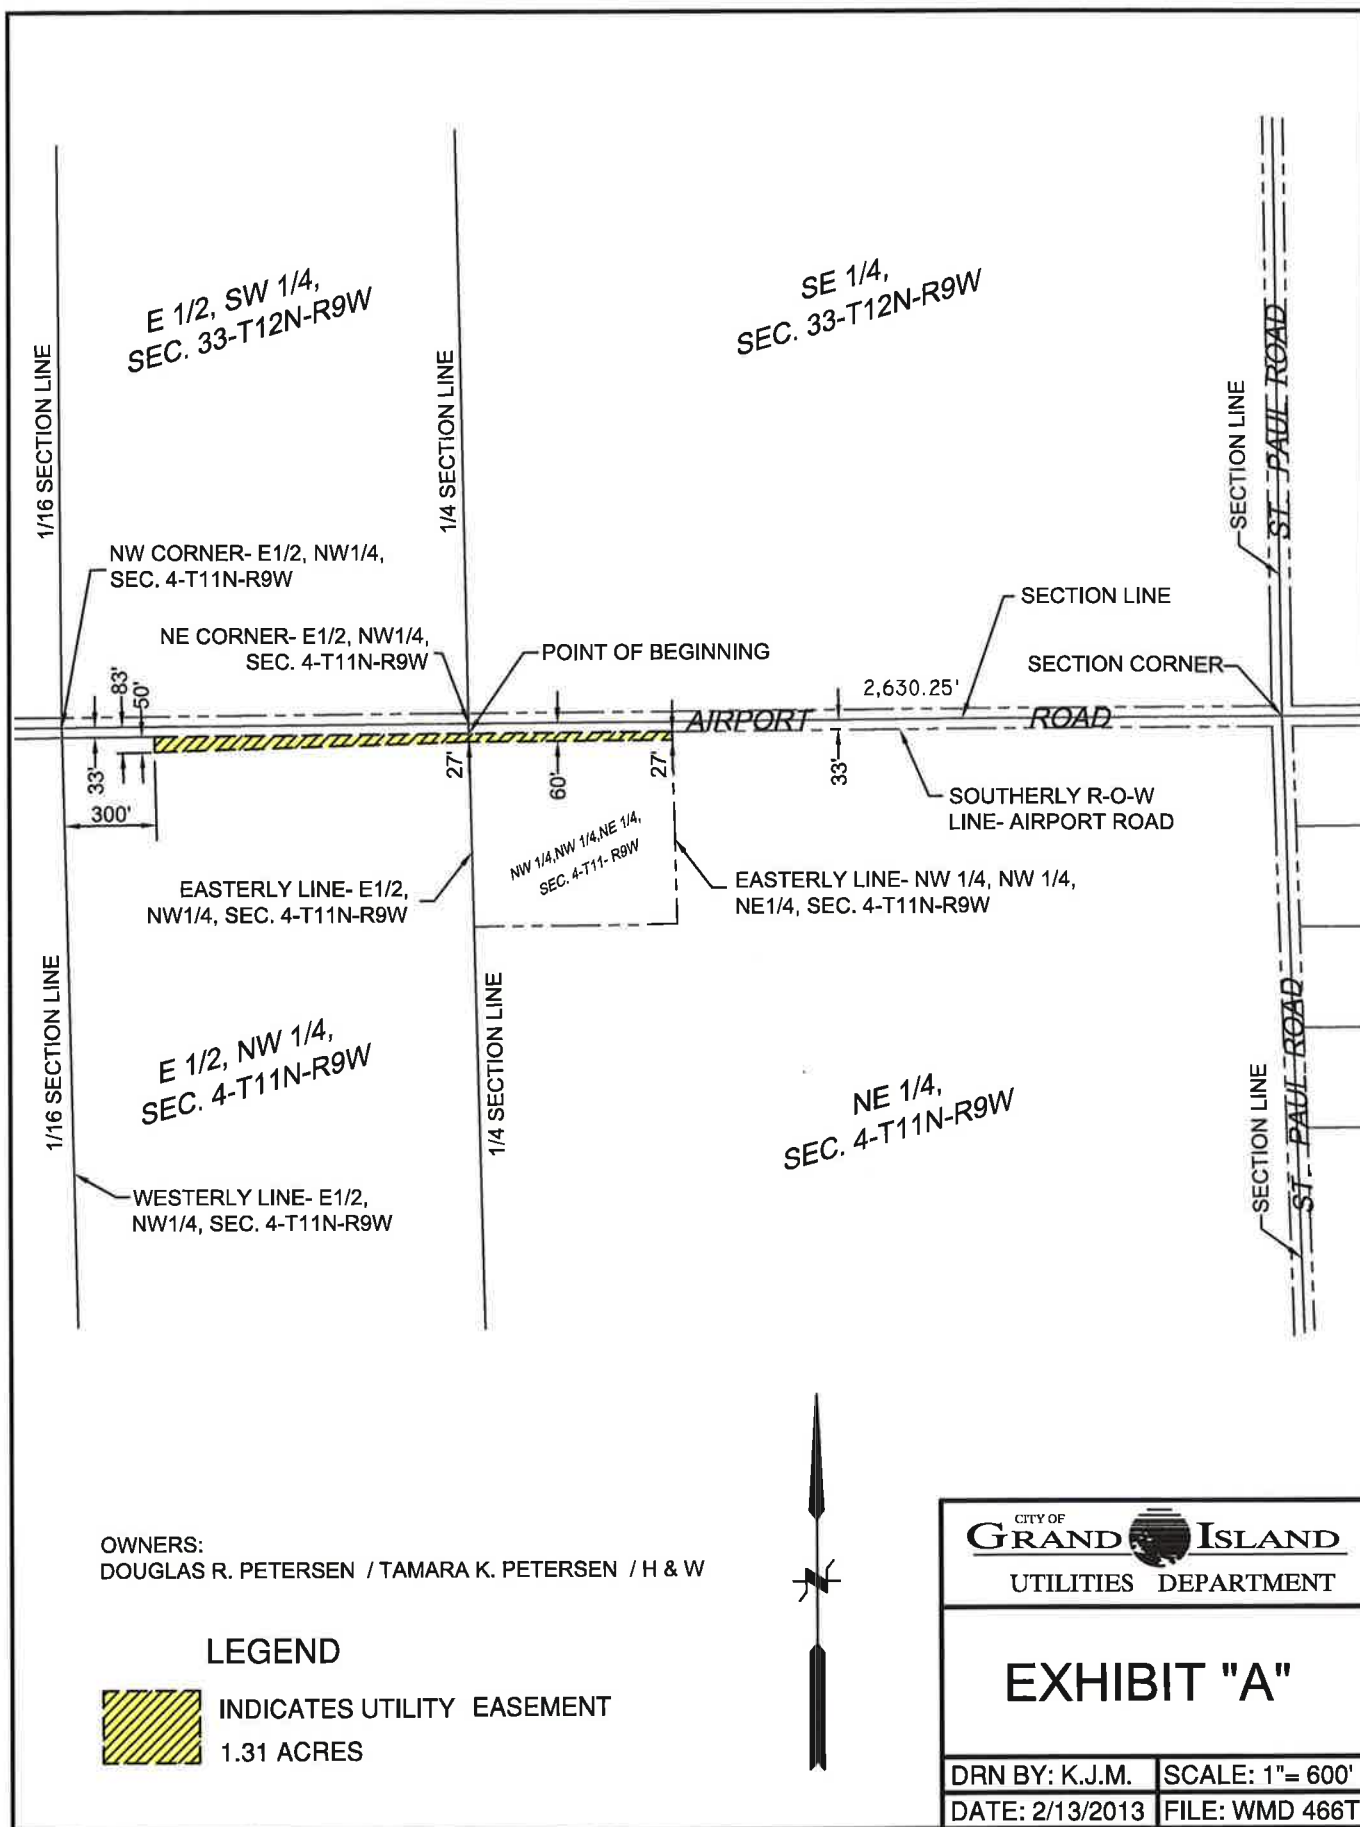 E 1/2, SW 1/4,
SEC. 33-T12N-R9W
SE 1/4,
SEC. 33-T12N-R9W
1/16 SECTION LINE
1/4 SECTION LINE
SECTION LINE
ST. PAUL ROAD
NW CORNER- E1/2, NW1/4,
SEC. 4-T11N-R9W
NE CORNER- E1/2, NW1/4,
SEC. 4-T11N-R9W
POINT OF BEGINNING
SECTION LINE
SECTION CORNER
2,630.25'
83'
50'
AIRPORT ROAD
33'
27'
60'
27'
33'
300'
SOUTHERLY R-O-W
LINE- AIRPORT ROAD
NW 1/4,NW 1/4,NE 1/4,
SEC. 4-T11- R9W
EASTERLY LINE- E1/2,
NW1/4, SEC. 4-T11N-R9W
EASTERLY LINE- NW 1/4, NW 1/4,
NE1/4, SEC. 4-T11N-R9W
1/16 SECTION LINE
1/4 SECTION LINE
E 1/2, NW 1/4,
SEC. 4-T11N-R9W
NE 1/4,
SEC. 4-T11N-R9W
SECTION LINE
ST. PAUL ROAD
WESTERLY LINE- E1/2,
NW1/4, SEC. 4-T11N-R9W
OWNERS:
DOUGLAS R. PETERSEN / TAMARA K. PETERSEN / H & W
LEGEND
INDICATES UTILITY EASEMENT
1.31 ACRES
CITY OF
GRAND ISLAND
UTILITIES DEPARTMENT
EXHIBIT "A"
DRN BY: K.J.M.
SCALE: 1"= 600'
DATE: 2/13/2013
FILE: WMD 466T